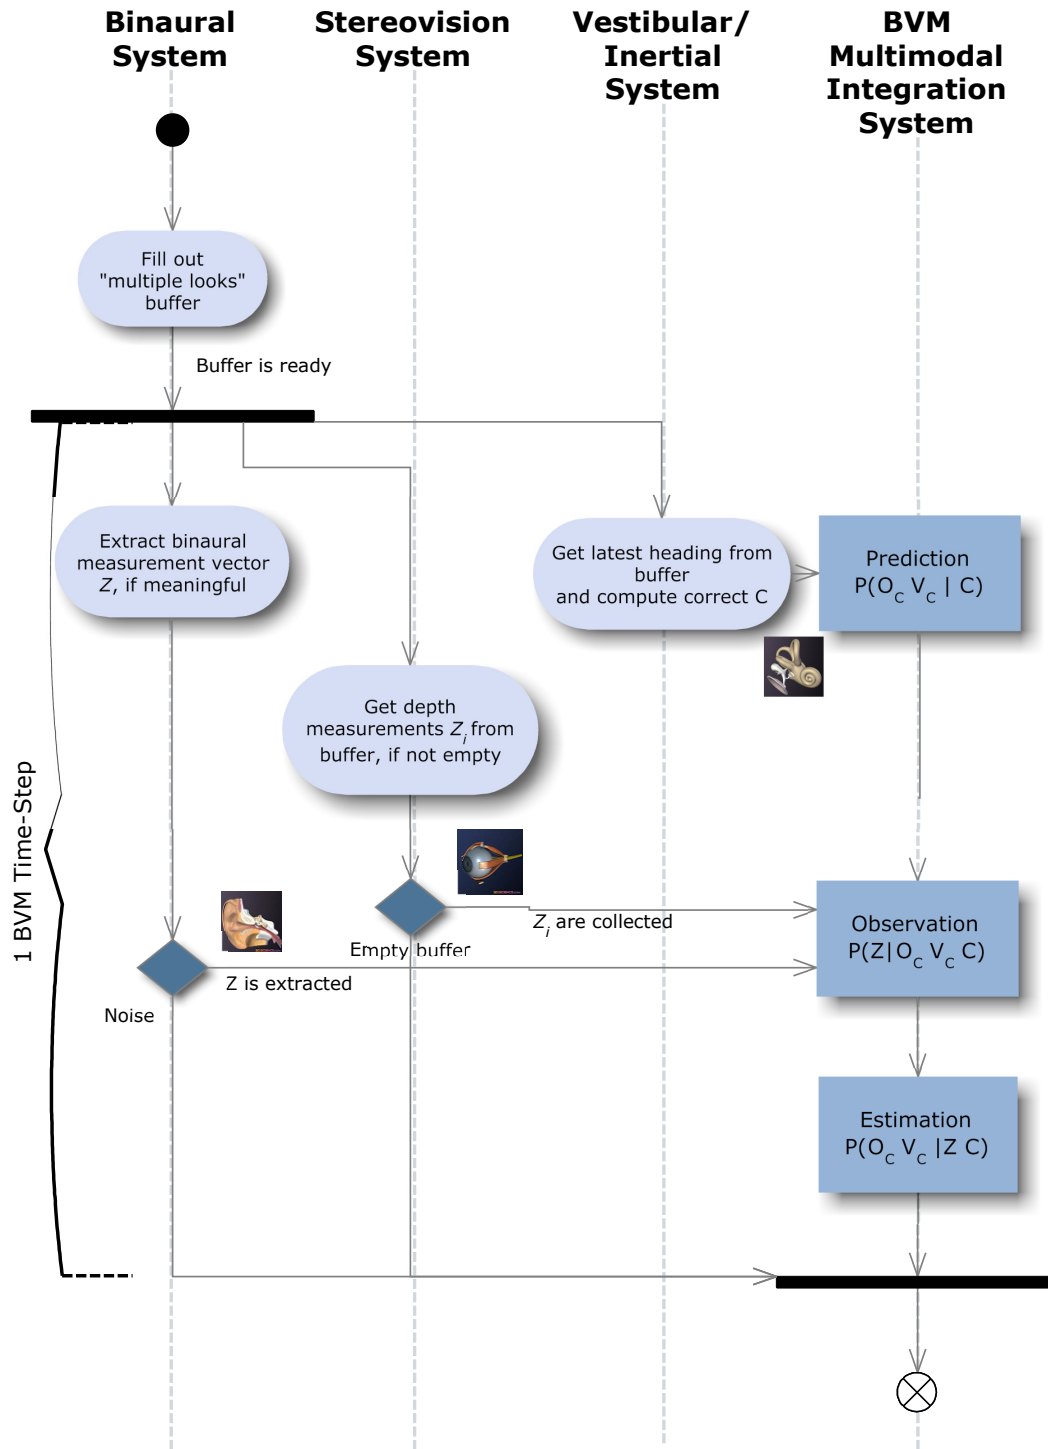 Binaural
System
Stereovision
System
Vestibular/
Inertial
System
BVM
Multimodal
Integration
System
Fill out
"multiple looks"
buffer
Buffer is ready
Extract binaural
measurement vector
Z, if meaningful
Get latest heading from
buffer
and compute correct C
Prediction
P(O_C V_C | C)
Get depth
measurements Z_i from
buffer, if not empty
1 BVM Time-Step
Z_i are collected
Empty buffer
Observation
P(Z|O_C V_C C)
Z is extracted
Noise
Estimation
P(O_C V_C |Z C)